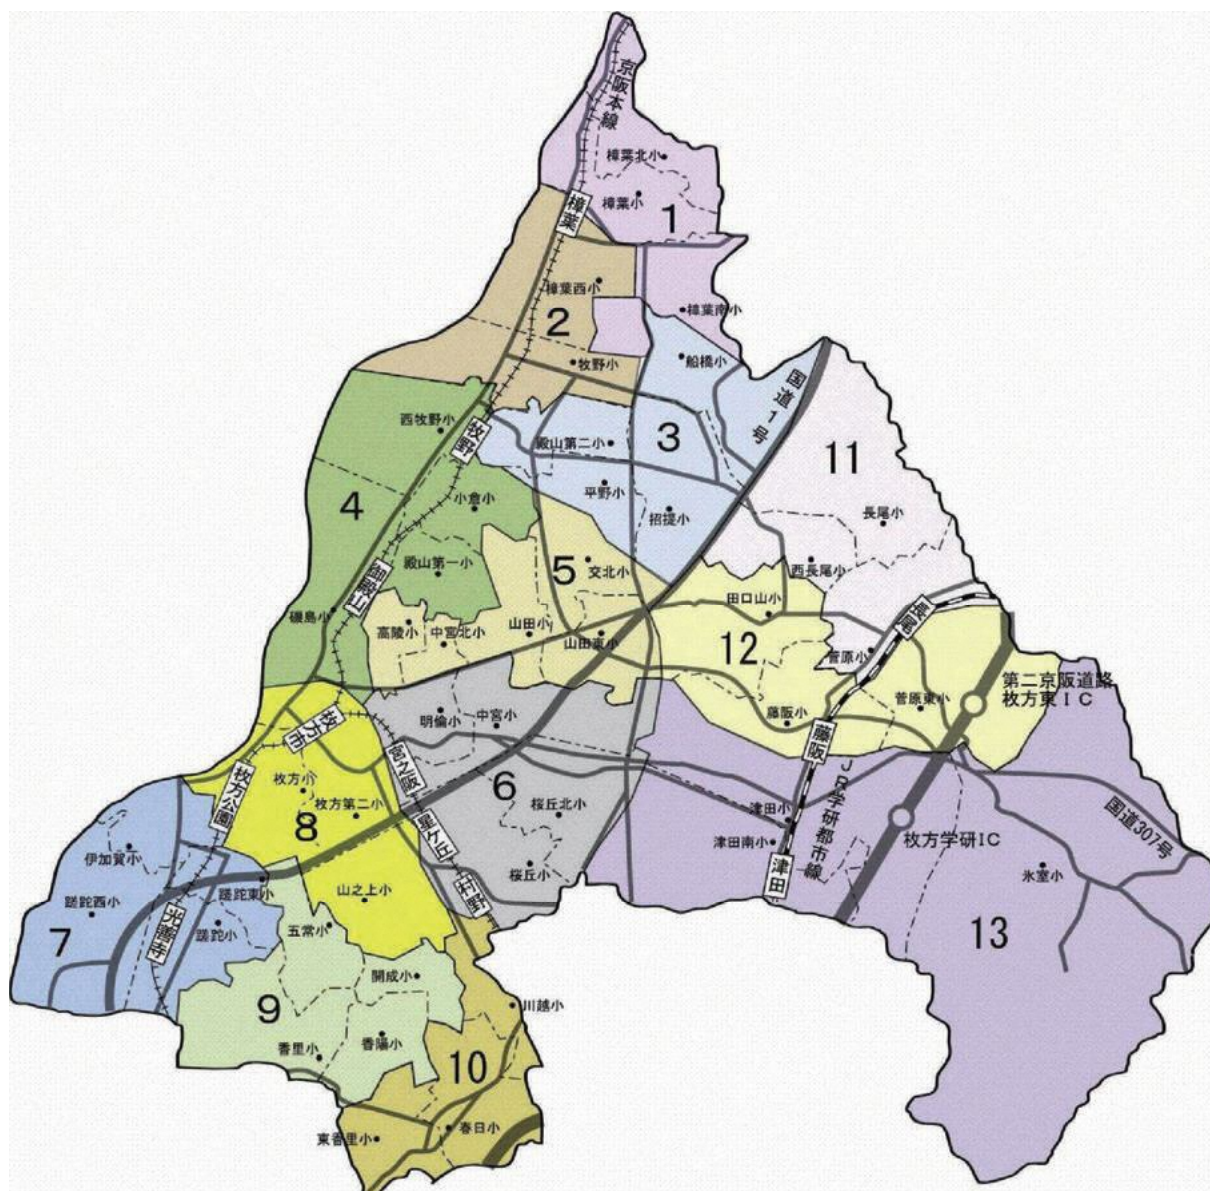 京阪本線
樟葉北小
樟葉小
樟葉
1
樟葉西小
2
樟葉南小
牧野小
船橋小
国道1号
西牧野小
牧野
殿山第二小
3
11
平野小
4
小倉小
招提小
長尾小
殿山第一小
5
交北小
西長尾小
御殿山
磯島小
高陵小
中宮北小
山田小
山田東小
田口山小
長尾
12
菅原小
第二京阪道路
枚方東IC
菅原東小
明倫小
中宮小
藤阪小
藤阪
枚方市
宮之阪
枚方公園
枚方小
枚方第二小
6
桜丘北小
津田小
JR学研都市線
枚方学研IC
国道307号
8
星ケ丘
津田南小
伊加賀小
桜丘小
津田
氷室小
蹉跎東小
山之上小
村野
蹉跎西小
7
光善寺
蹉跎小
五常小
13
開成小
9
川越小
香里小
香陽小
10
東香里小
春日小